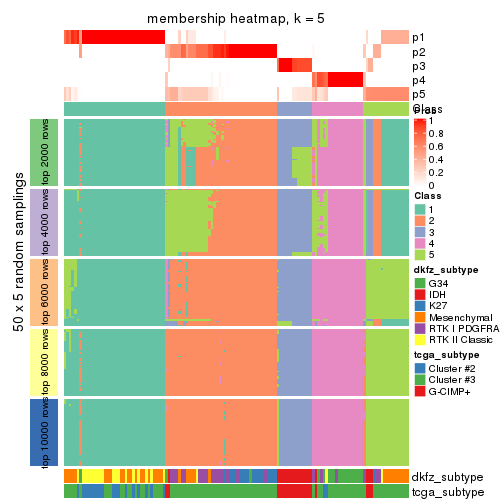 membership heatmap, k = 5
p1
p2
p3
p4
p5
Class
Prob
1
0.8
0.6
0.4
0.2
0
Class
1
2
3
4
5
dkfz_subtype
G34
IDH
K27
Mesenchymal
RTK I PDGFRA
RTK II Classic
tcga_subtype
Cluster #2
Cluster #3
G-CIMP+
50 x 5 random samplings
top 2000 rows
top 4000 rows
top 6000 rows
top 8000 rows
top 10000 rows
dkfz_subtype
tcga_subtype